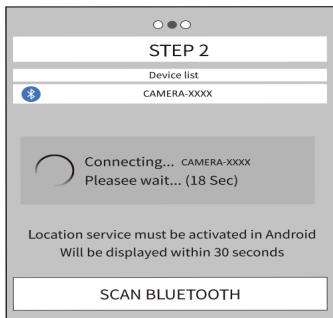 STEP 2
Device list
CAMERA-XXXX
Connecting... CAMERA-XXXX
Pleasee wait... (18 Sec)
Location service must be activated in Android
Will be displayed within 30 seconds
SCAN BLUETOOTH